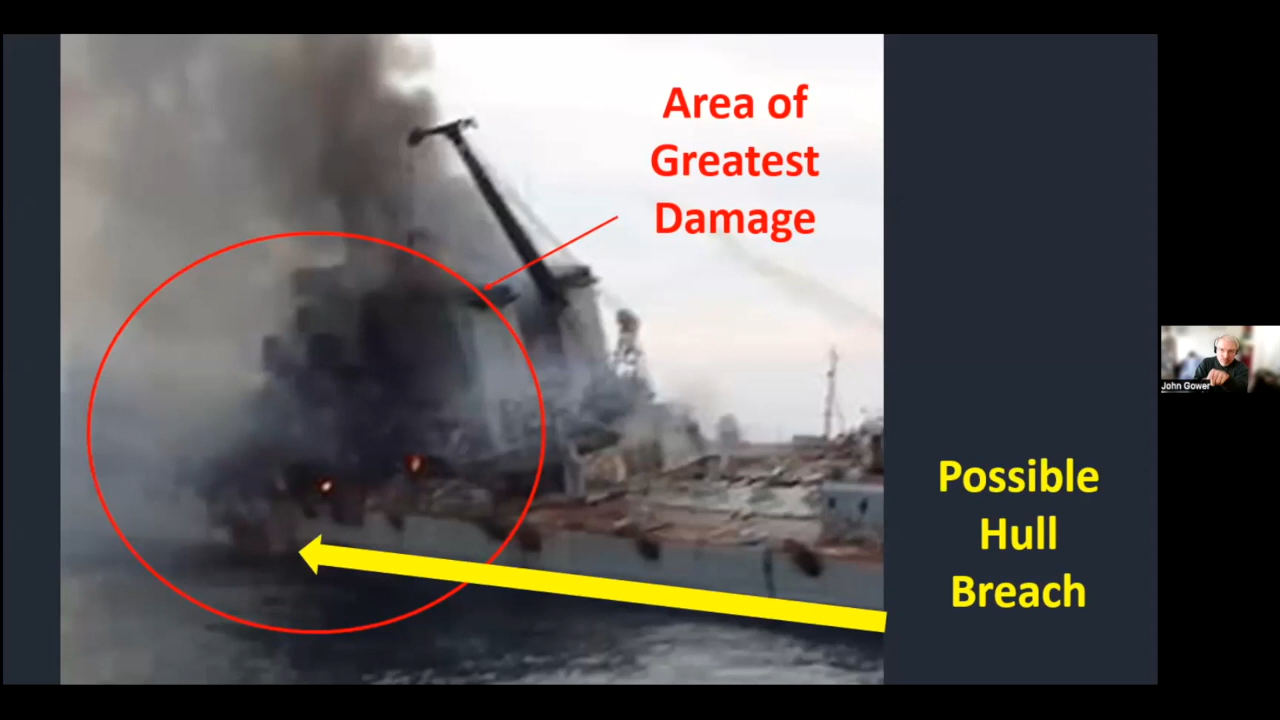 Area of
Greatest
Damage
Possible
Hull
Breach
John Gower